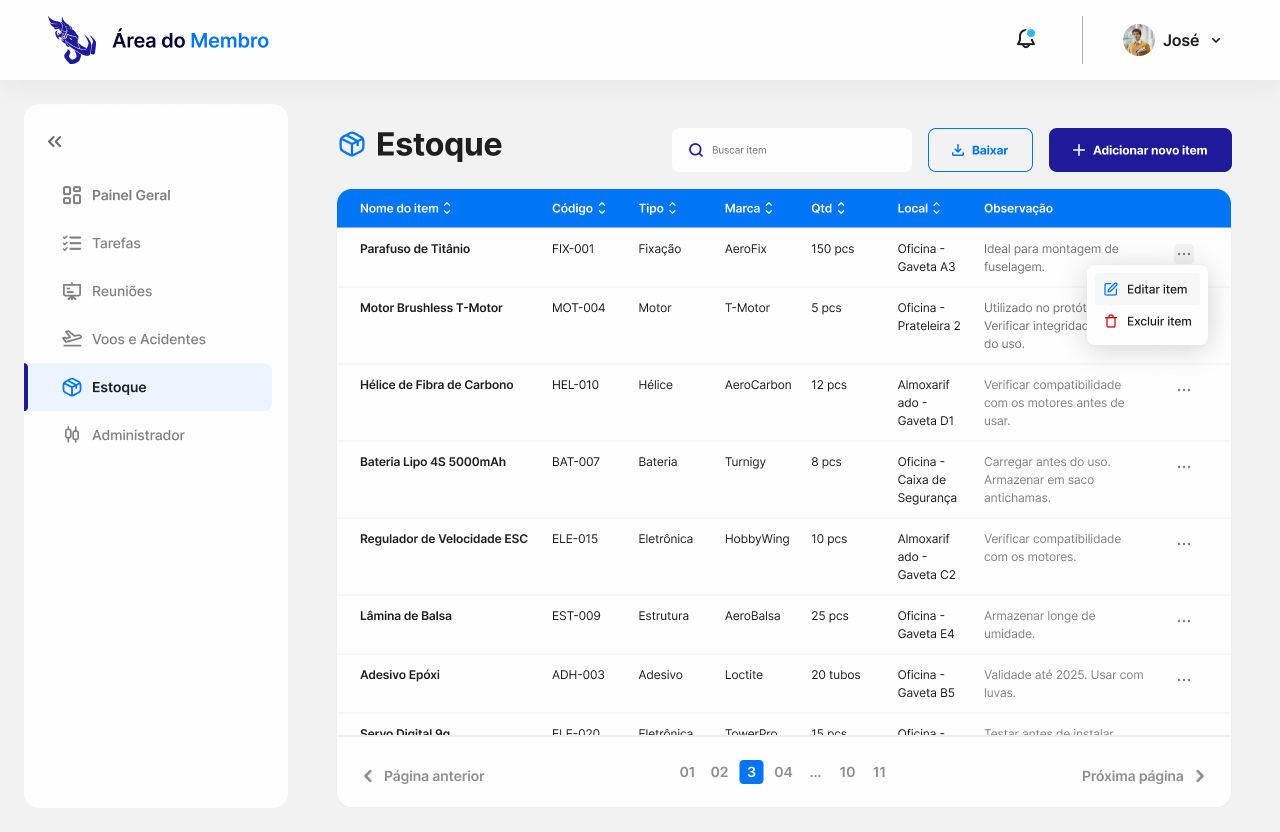 Área do Membro
José
Painel Geral
Tarefas
Reuniões
Voos e Acidentes
Estoque
Administrador
Estoque
Buscar item
Baixar
Adicionar novo item
Nome do item Código Tipo Marca Qtd Local Observação
Parafuso de Titânio FIX-001 Fixação AeroFix 150 pcs Oficina - Ideal para montagem de
Gaveta A3 fuselagem.
Editar item
Excluir item
Motor Brushless T-Motor MOT-004 Motor T-Motor 5 pcs Oficina - Utilizado no
Prateleira 2 Verificar
do uso.
Hélice de Fibra de Carbono HEL-010 Hélice AeroCarbon 12 pcs Almoxarif Verificar compatibilidade
ado - com os motores antes de
Gaveta D1 usar.
Bateria Lipo 4S 5000mAh BAT-007 Bateria Turnigy 8 pcs Oficina - Carregar antes do uso.
Caixa de Armazenar em saco
Segurança antichamas.
Regulador de Velocidade ESC ELE-015 Eletrônica HobbyWing 10 pcs Almoxarif Verificar compatibilidade
ado - com os motores.
Gaveta C2
Lâmina de Balsa EST-009 Estrutura AeroBalsa 25 pcs Oficina - Armazenar longe de
Gaveta E4 umidade.
Adesivo Epóxi ADH-003 Adesivo Loctite 20 tubos Oficina - Validade até 2025. Usar com
Gaveta B5 luvas.
Servo Digital 9g ELE-020 Eletrônica TowerPro 15 pcs Oficina - Testar antes de instalar
Página anterior
01 02 3 04 ... 10 11
Próxima página